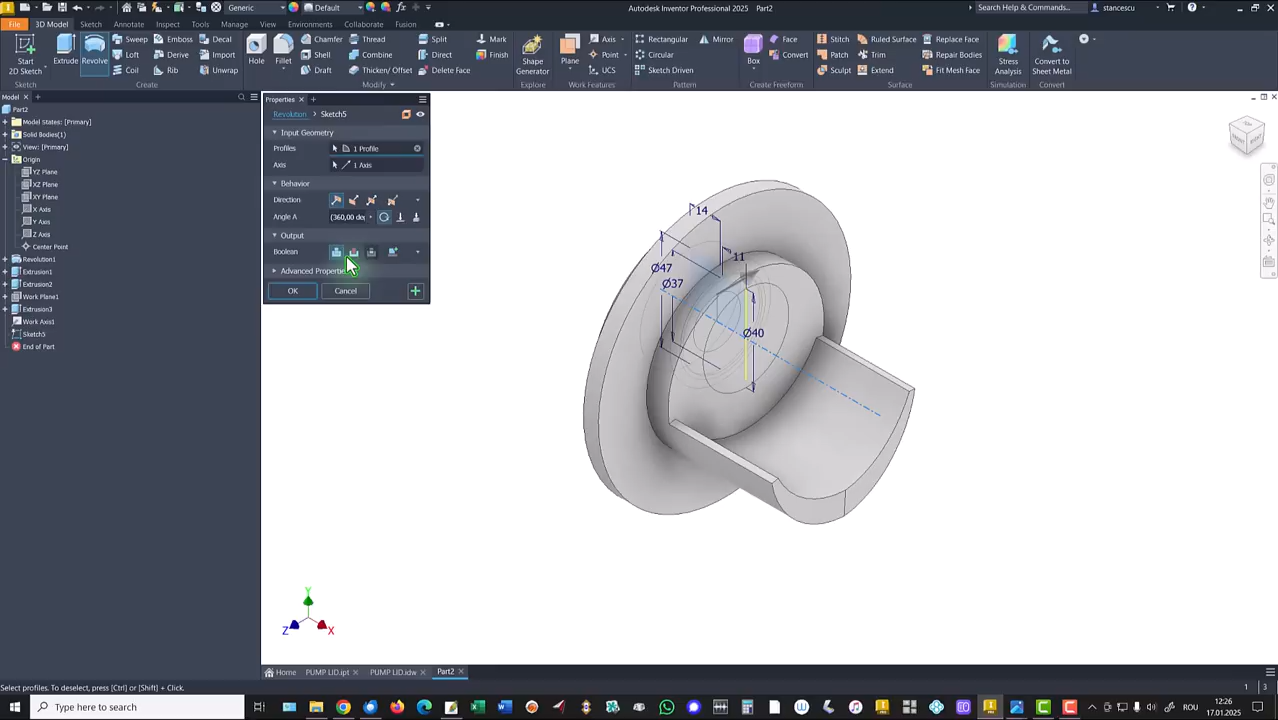 Generic
Default
Autodesk Inventor Professional 2025 Part2
Search Help & Commands...
stancescu
File
3D Model
Sketch
Annotate
Inspect
Tools
Manage
View
Environments
Collaborate
Fusion
Start
2D Sketch
Extrude
Revolve
Sweep
Loft
Coil
Emboss
Derive
Rib
Decal
Import
Unwrap
Hole
Fillet
Chamfer
Shell
Draft
Thread
Combine
Thicken/ Offset
Split
Direct
Delete Face
Mark
Finish
Shape
Generator
Plane
Axis
Point
UCS
Rectangular
Circular
Sketch Driven
Mirror
Box
Face
Convert
Stitch
Patch
Sculpt
Ruled Surface
Trim
Extend
Replace Face
Repair Bodies
Fit Mesh Face
Stress
Analysis
Convert to
Sheet Metal
Sketch
Create
Modify
Explore
Work Features
Pattern
Create Freeform
Surface
Simulation
Convert
Model
Part2
Model States: [Primary]
Solid Bodies(1)
View: [Primary]
Origin
YZ Plane
XZ Plane
XY Plane
X Axis
Y Axis
Z Axis
Center Point
Revolution1
Extrusion1
Extrusion2
Work Plane1
Extrusion3
Work Axis1
Sketch5
End of Part
Properties
Revolution > Sketch5
Input Geometry
Profiles 1 Profile
Axis 1 Axis
Behavior
Direction
Angle A (360,00 deg
Output
Boolean
Advanced Properties
OK
Cancel
14
11
Ø47
Ø37
Ø40
Y
Z
X
Home
PUMP LID.ipt
PUMP LID.idw
Part2
Select profiles. To deselect, press [Ctrl] or [Shift] + Click.
1
3
Type here to search
ROU
12:26
17.01.2025